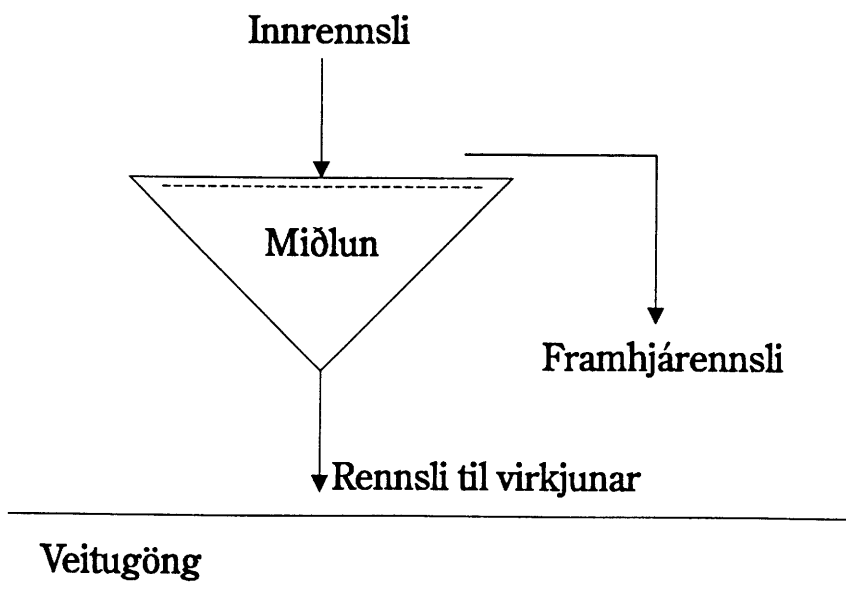 Innrennsli
Miðlun
Framhjárennsli
Rennsli til virkjunar
Veitugöng